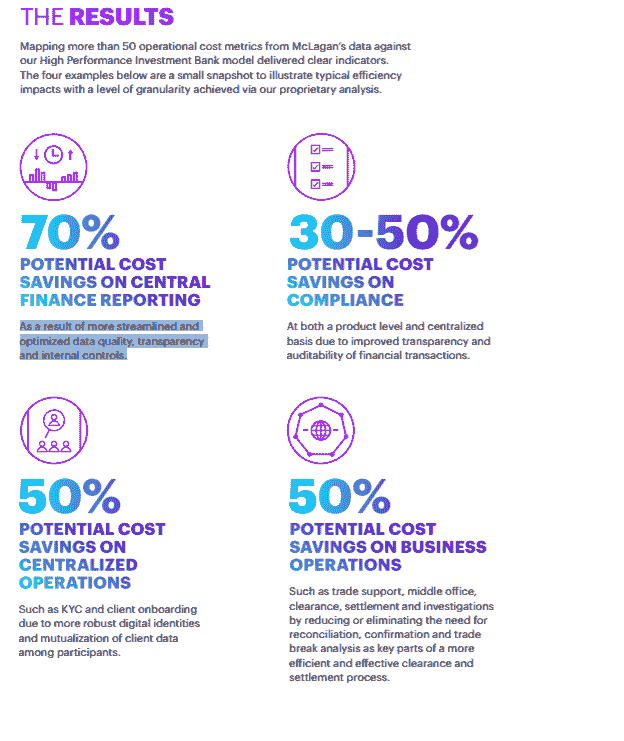 THE RESULTS
Mapping more than 50 operational cost metrics from McLagan's data against
our High Performance Investment Bank model delivered clear indicators.
The four examples below are a small snapshot to illustrate typical efficiency
impacts with a level of granularity achieved via our proprietary analysis.
70%
POTENTIAL COST
SAVINGS ON CENTRAL
FINANCE REPORTING
As a result of more streamlined and
optimized data quality, transparency
and internal controls.
30-50%
POTENTIAL COST
SAVINGS ON
COMPLIANCE
At both a product level and centralized
basis due to improved transparency and
auditability of financial transactions.
50%
POTENTIAL COST
SAVINGS ON
CENTRALIZED
OPERATIONS
Such as KYC and client onboarding
due to more robust digital identities
and mutualization of client data
among participants.
50%
POTENTIAL COST
SAVINGS ON BUSINESS
OPERATIONS
Such as trade support, middle office,
clearance, settlement and investigations
by reducing or eliminating the need for
reconciliation, confirmation and trade
break analysis as key parts of a more
efficient and effective clearance and
settlement process.